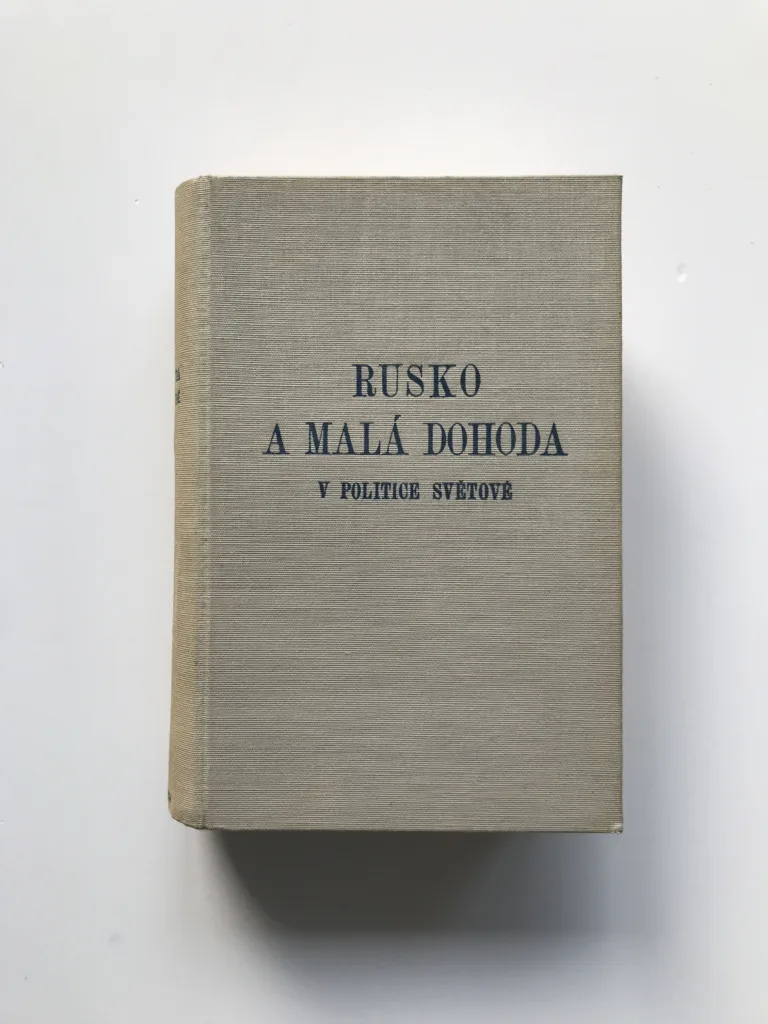 RUSKO
A MALÁ DOHODA
V POLITICE SVĚTOVÉ